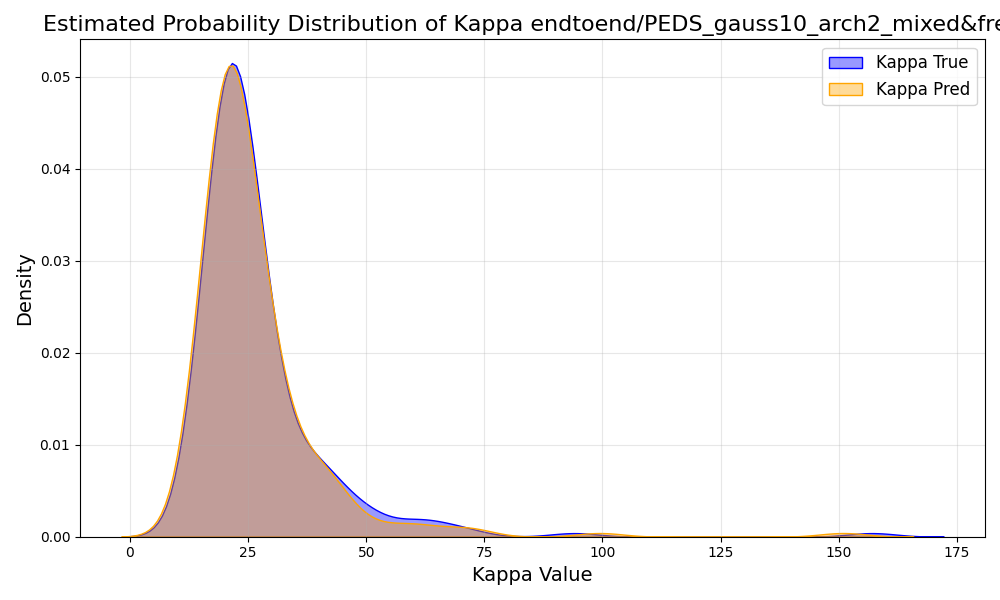 Estimated Probability Distribution of Kappa endtoend/PEDS_gauss10_arch2_mixed&fre
Kappa True
Kappa Pred
Density
0.05
0.04
0.03
0.02
0.01
0.00
0 25 50 75 100 125 150 175
Kappa Value